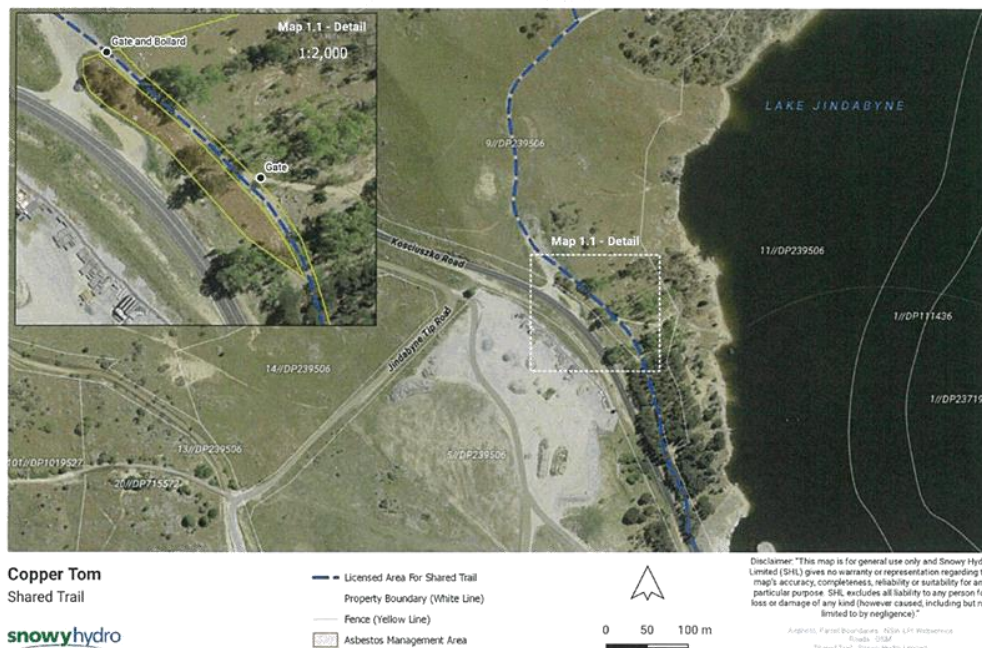 Map 1.1 - Detail
1:2,000
Gate and Bollard
Gate
LAKE JINDABYNE
9//DP239506
Map 1.1 - Detail
Kosciuszko Road
11//DP239506
1//DP111436
Jindabyne Tip Road
14//DP239506
1//DP23719
13//DP239506
5//DP239506
101//DP1019527
20//DP715572
Copper Tom
Shared Trail
snowyhydro
Licensed Area For Shared Trail
Property Boundary (White Line)
Fence (Yellow Line)
Asbestos Management Area
0 50 100 m
Disclaimer: "This map is for general use only and Snowy Hyd
Limited (SHL) gives no warranty or representation regarding t
map's accuracy, completeness, reliability or suitability for an
particular purpose. SHL excludes all liability to any person fo
loss or damage of any kind (however caused, including but n
limited to by negligence)."